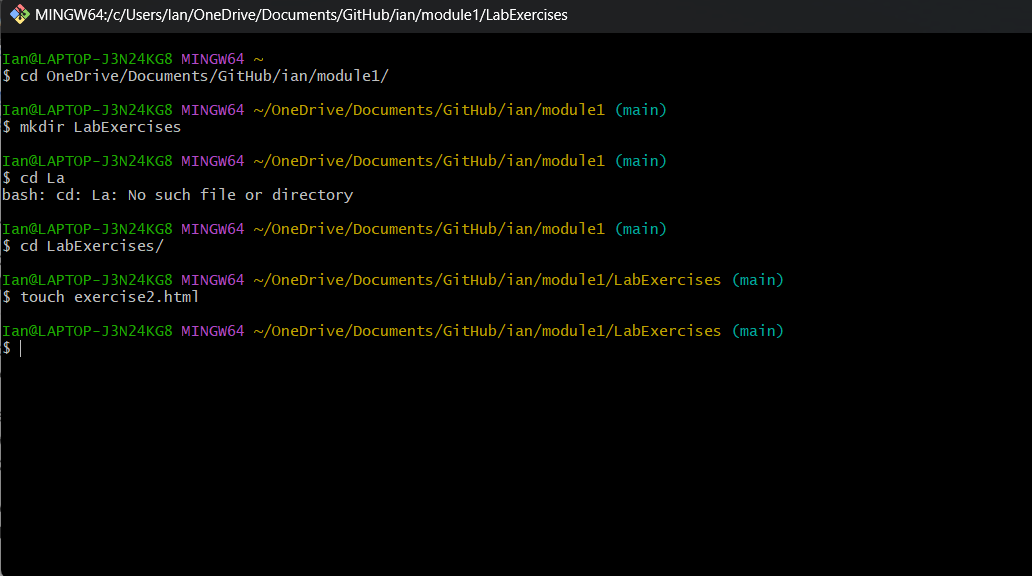 MINGW64:/c/Users/Ian/OneDrive/Documents/GitHub/ian/module1/LabExercises
Ian@LAPTOP-J3N24KG8 MINGW64 ~
$ cd OneDrive/Documents/GitHub/ian/module1/
Ian@LAPTOP-J3N24KG8 MINGW64 ~/OneDrive/Documents/GitHub/ian/module1 (main)
$ mkdir LabExercises
Ian@LAPTOP-J3N24KG8 MINGW64 ~/OneDrive/Documents/GitHub/ian/module1 (main)
$ cd La
bash: cd: La: No such file or directory
Ian@LAPTOP-J3N24KG8 MINGW64 ~/OneDrive/Documents/GitHub/ian/module1 (main)
$ cd LabExercises/
Ian@LAPTOP-J3N24KG8 MINGW64 ~/OneDrive/Documents/GitHub/ian/module1/LabExercises (main)
$ touch exercise2.html
Ian@LAPTOP-J3N24KG8 MINGW64 ~/OneDrive/Documents/GitHub/ian/module1/LabExercises (main)
$